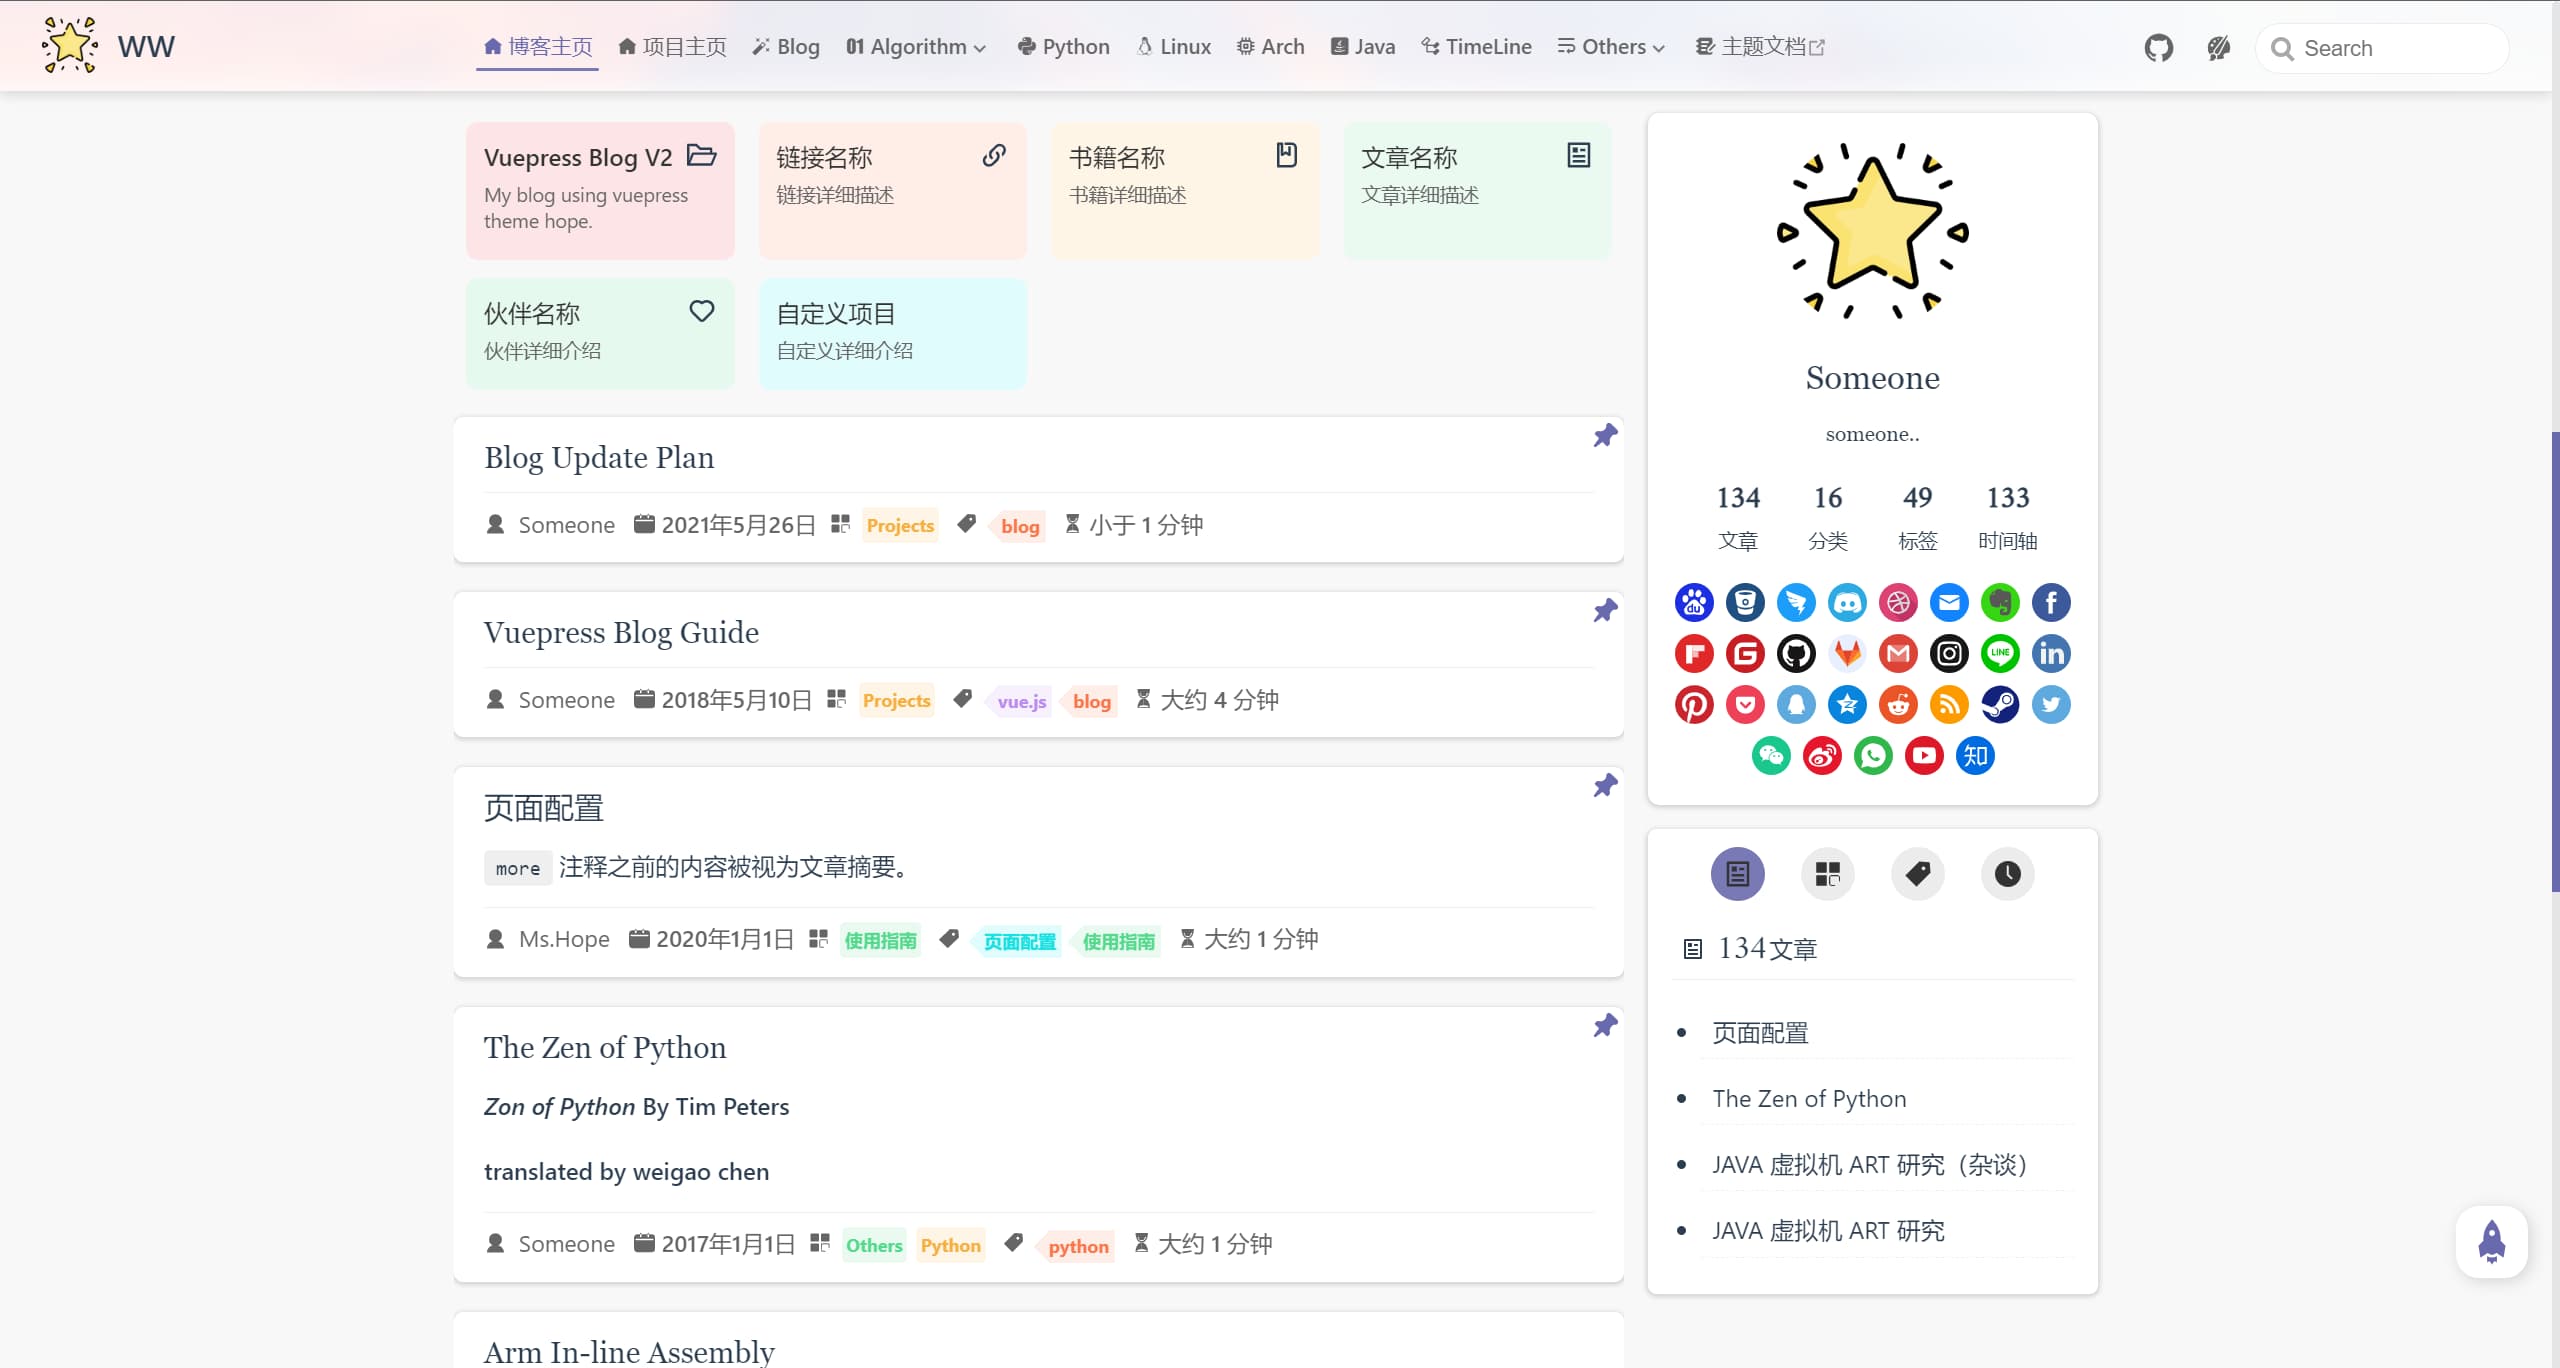 WW
博客主页 项目主页 Blog 01 Algorithm Python Linux Arch Java TimeLine Others 主题文档
Search
Vuepress Blog V2
My blog using vuepress
theme hope.
链接名称
链接详细描述
书籍名称
书籍详细描述
文章名称
文章详细描述
伙伴名称
伙伴详细介绍
自定义项目
自定义详细介绍
Blog Update Plan
Someone 2021年5月26日 Projects blog 小于 1 分钟
Vuepress Blog Guide
Someone 2018年5月10日 Projects vue.js blog 大约 4 分钟
页面配置
more 注释之前的内容被视为文章摘要。
Ms.Hope 2020年1月1日 使用指南 页面配置 使用指南 大约 1 分钟
The Zen of Python
Zon of Python By Tim Peters
translated by weigao chen
Someone 2017年1月1日 Others Python python 大约 1 分钟
Arm In-line Assembly
Someone
someone..
134 16 49 133
文章 分类 标签 时间轴
du
LINE
in
知
134文章
页面配置
The Zen of Python
JAVA 虚拟机 ART 研究（杂谈）
JAVA 虚拟机 ART 研究